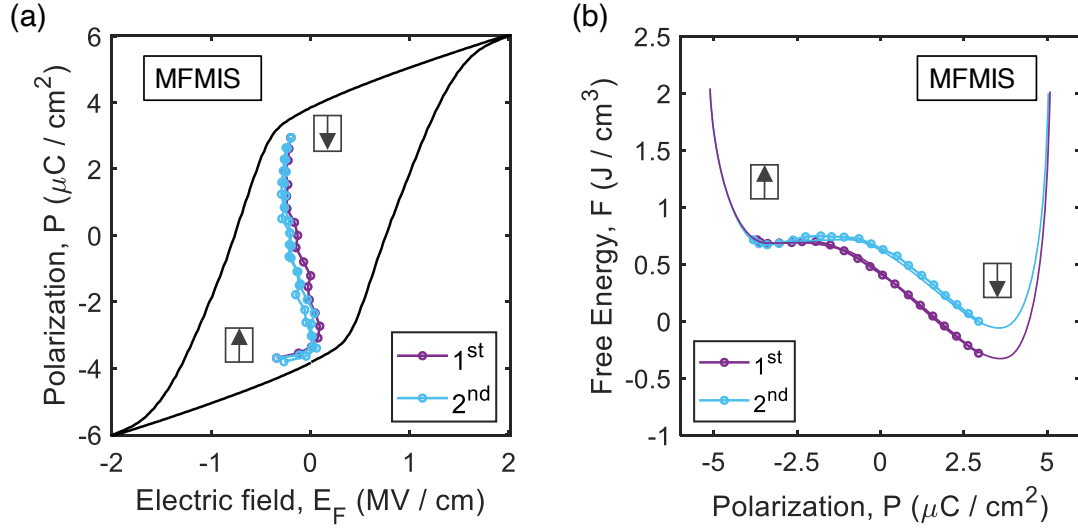 (a)
MFMIS
Polarization, P (μC / cm²)
6
4
2
0
-2
-4
-6
-2
-1
0
1
2
Electric field, E_F (MV / cm)
1st
2nd
(b)
MFMIS
Free Energy, F (J / cm³)
2.5
2
1.5
1
0.5
0
-0.5
-1
-5
-2.5
0
2.5
5
Polarization, P (μC / cm²)
1st
2nd